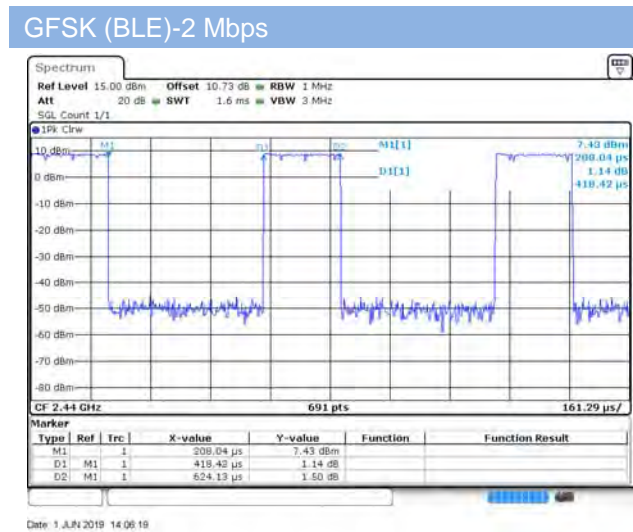 GFSK (BLE)-2 Mbps
Spectrum
Ref Level 15.00 dBm Offset 10.73 dB RBW 1 MHz
Att 20 dB SWT 1.6 ms VBW 3 MHz
SGL Count 1/1
1Pk Clrw
M1[1] 7.43 dBm
208.04 µs
D1[1] 1.14 dB
418.42 µs
M1 D1 D2
10 dBm
0 dBm
-10 dBm
-20 dBm
-30 dBm
-40 dBm
-50 dBm
-60 dBm
-70 dBm
-80 dBm
CF 2.44 GHz 691 pts 161.29 µs/
Marker
Type Ref Trc X-value Y-value Function Function Result
M1 1 208.04 µs 7.43 dBm
D1 M1 1 418.42 µs 1.14 dB
D2 M1 1 624.13 µs 1.50 dB
Date: 1.JUN.2019 14:06:19